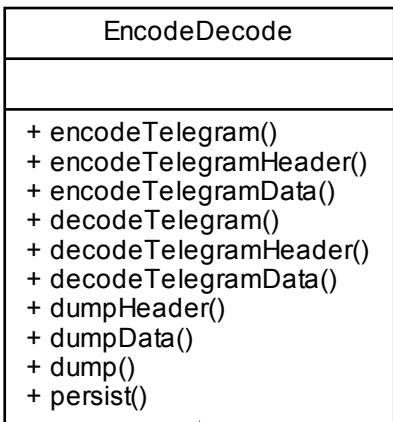 EncodeDecode
+ encodeTelegram()
+ encodeTelegramHeader()
+ encodeTelegramData()
+ decodeTelegram()
+ decodeTelegramHeader()
+ decodeTelegramData()
+ dumpHeader()
+ dumpData()
+ dump()
+ persist()